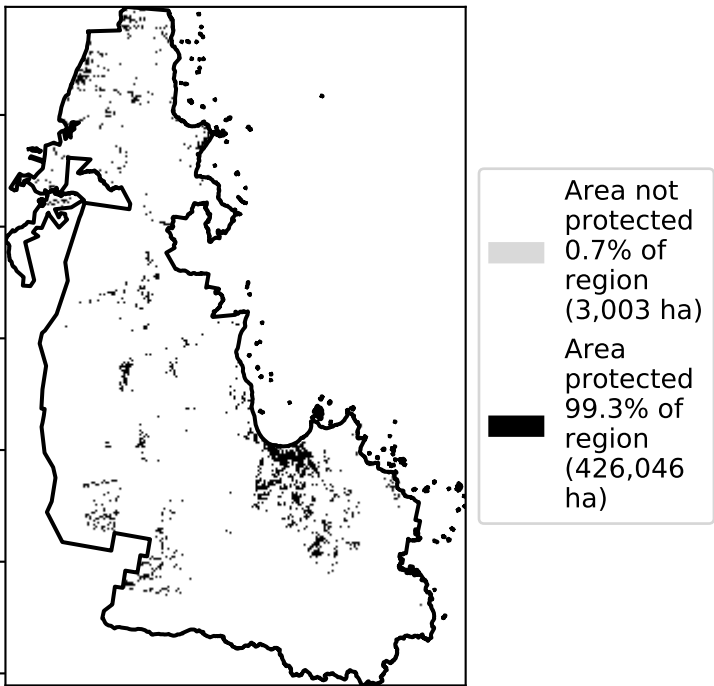 Area not
protected
0.7% of
region
(3,003 ha)
Area
protected
99.3% of
region
(426,046
ha)